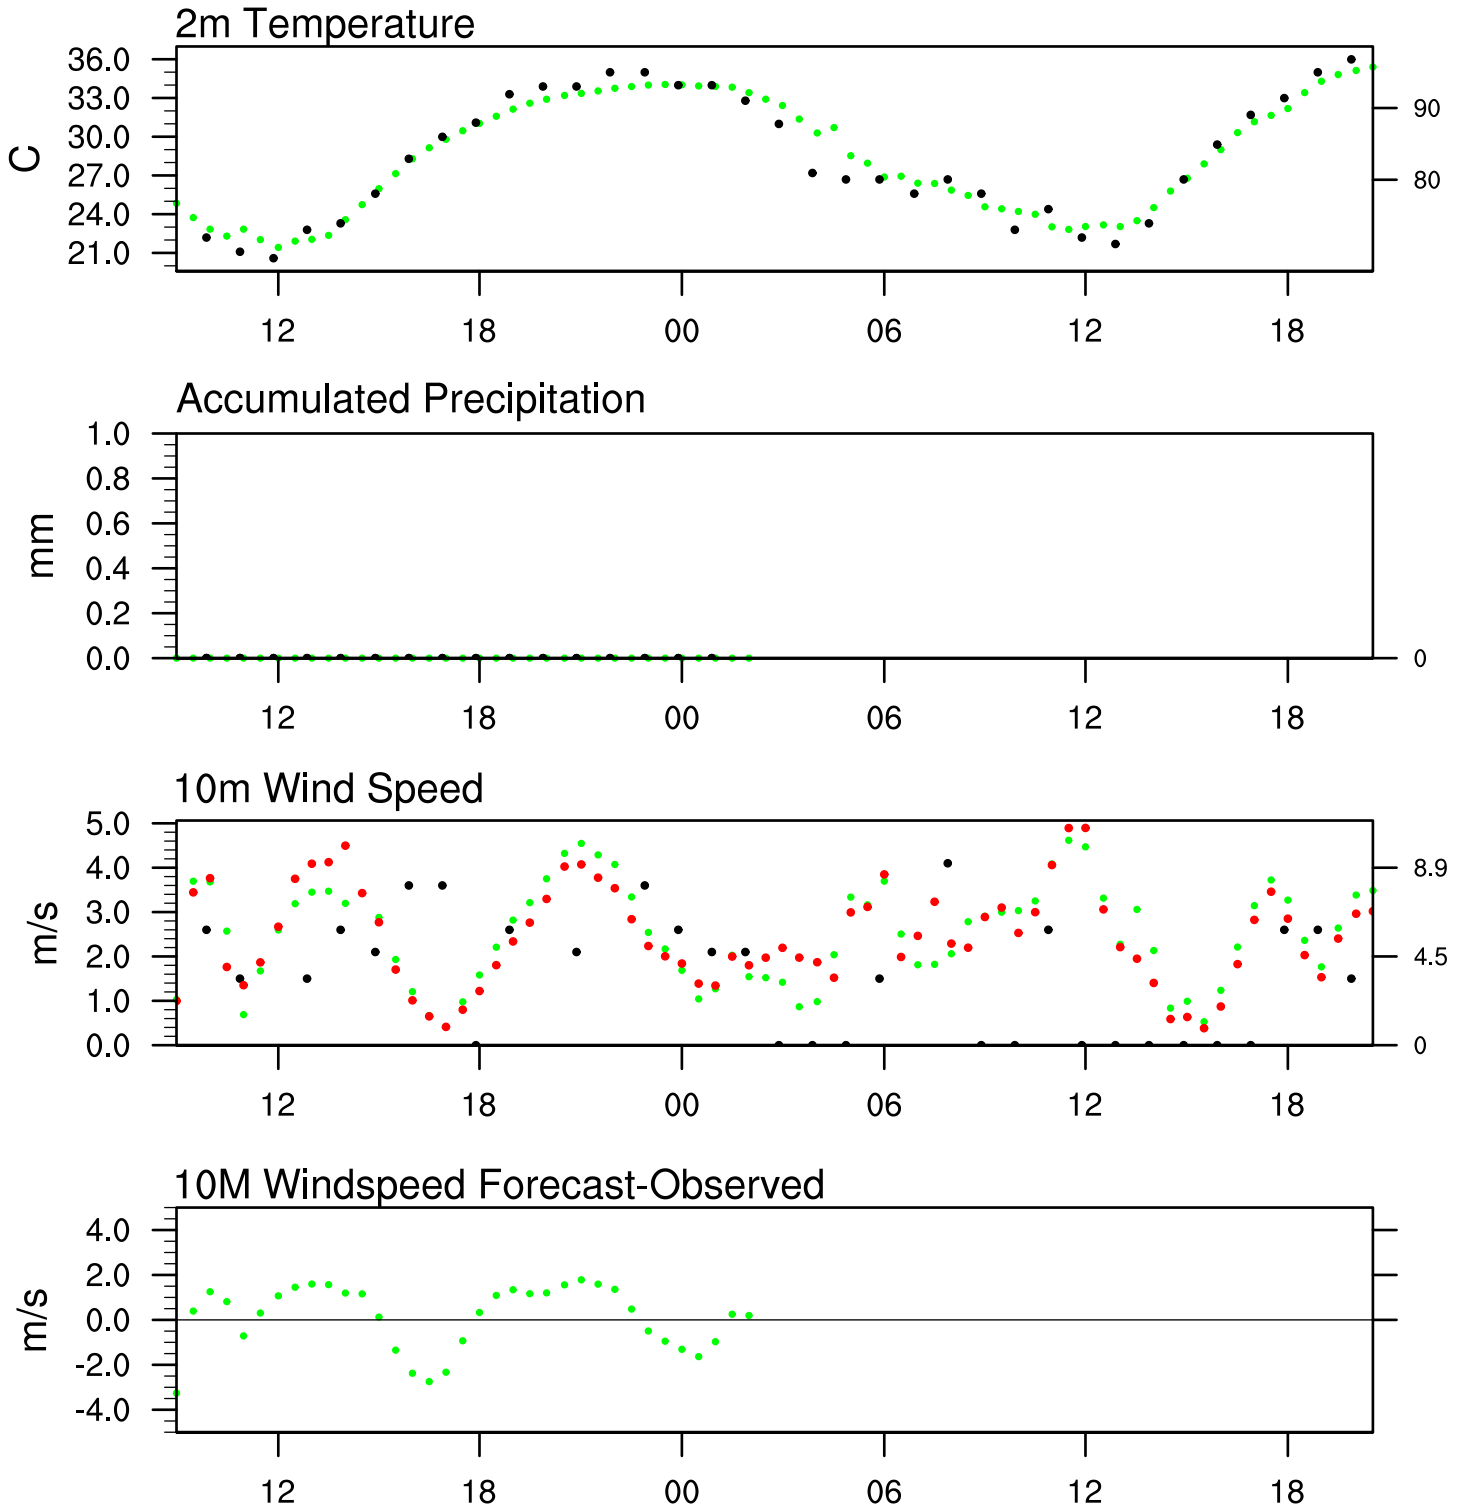 2m Temperature
36.0
33.0
30.0
27.0
24.0
21.0
C
90
80
12 18 00 06 12 18
Accumulated Precipitation
1.0
0.8
0.6
0.4
0.2
0.0
mm
0
12 18 00 06 12 18
10m Wind Speed
5.0
4.0
3.0
2.0
1.0
0.0
m/s
8.9
4.5
0
12 18 00 06 12 18
10M Windspeed Forecast-Observed
4.0
2.0
0.0
-2.0
-4.0
m/s
12 18 00 06 12 18